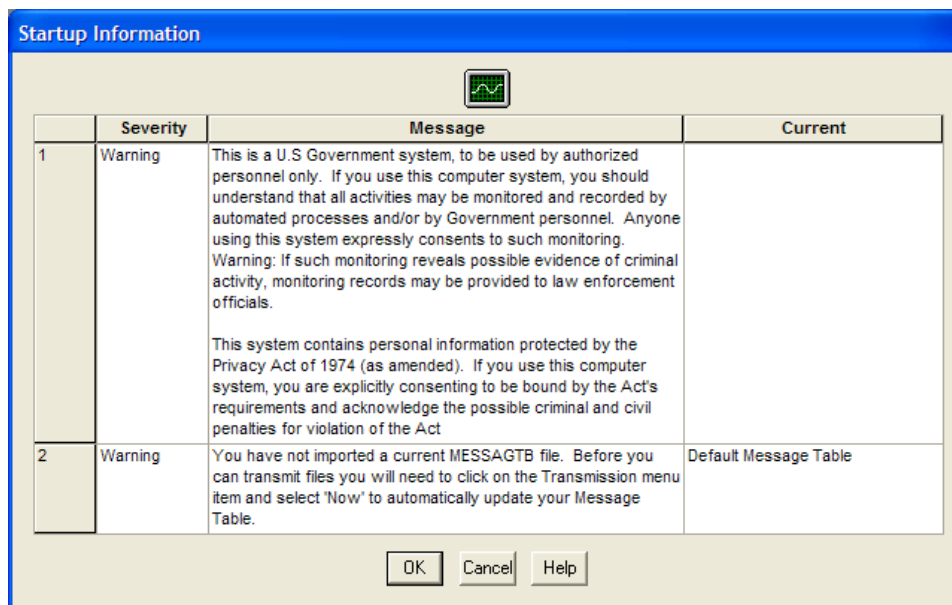 Startup Information
Severity Message Current
1 Warning This is a U.S Government system, to be used by authorized
personnel only.  If you use this computer system, you should
understand that all activities may be monitored and recorded by
automated processes and/or by Government personnel.  Anyone
using this system expressly consents to such monitoring.
Warning: If such monitoring reveals possible evidence of criminal
activity, monitoring records may be provided to law enforcement
officials.
This system contains personal information protected by the
Privacy Act of 1974 (as amended).  If you use this computer
system, you are explicitly consenting to be bound by the Act's
requirements and acknowledge the possible criminal and civil
penalties for violation of the Act
2 Warning You have not imported a current MESSAGTB file.  Before you Default Message Table
can transmit files you will need to click on the Transmission menu
item and select 'Now' to automatically update your Message
Table.
OK Cancel Help